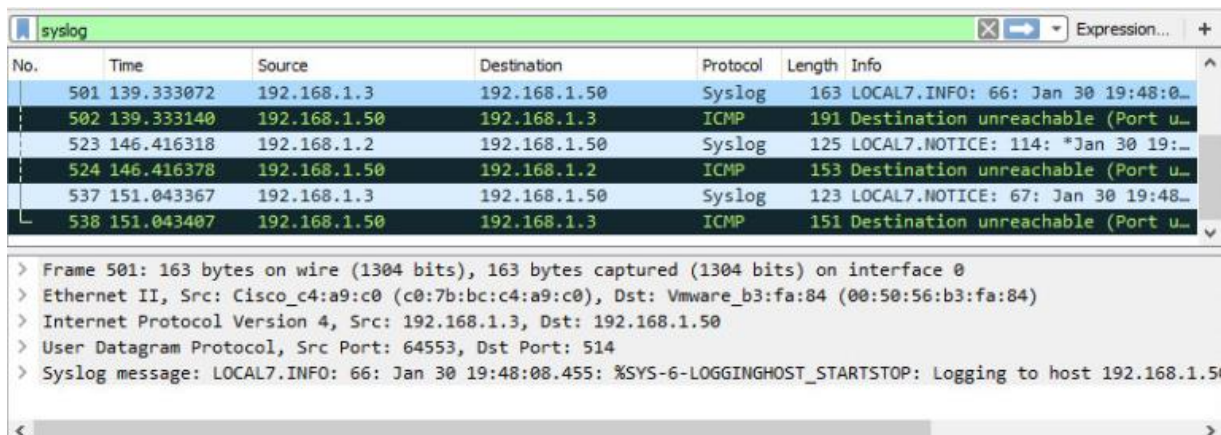 syslog Expression... +
No. Time Source Destination Protocol Length Info
501 139.333072 192.168.1.3 192.168.1.50 Syslog 163 LOCAL7.INFO: 66: Jan 30 19:48:0…
502 139.333140 192.168.1.50 192.168.1.3 ICMP 191 Destination unreachable (Port u…
523 146.416318 192.168.1.2 192.168.1.50 Syslog 125 LOCAL7.NOTICE: 114: *Jan 30 19:…
524 146.416378 192.168.1.50 192.168.1.2 ICMP 153 Destination unreachable (Port u…
537 151.043367 192.168.1.3 192.168.1.50 Syslog 123 LOCAL7.NOTICE: 67: Jan 30 19:48…
538 151.043407 192.168.1.50 192.168.1.3 ICMP 151 Destination unreachable (Port u…
> Frame 501: 163 bytes on wire (1304 bits), 163 bytes captured (1304 bits) on interface 0
> Ethernet II, Src: Cisco_c4:a9:c0 (c0:7b:bc:c4:a9:c0), Dst: Vmware_b3:fa:84 (00:50:56:b3:fa:84)
> Internet Protocol Version 4, Src: 192.168.1.3, Dst: 192.168.1.50
> User Datagram Protocol, Src Port: 64553, Dst Port: 514
> Syslog message: LOCAL7.INFO: 66: Jan 30 19:48:08.455: %SYS-6-LOGGINGHOST_STARTSTOP: Logging to host 192.168.1.5